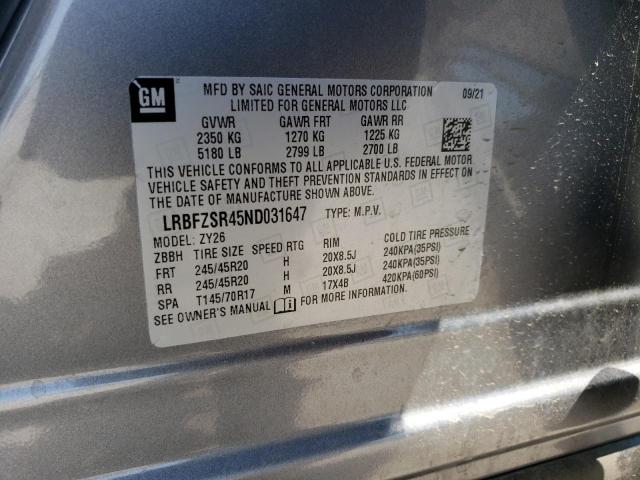 GM
MFD BY SAIC GENERAL MOTORS CORPORATION 09/21
LIMITED FOR GENERAL MOTORS LLC
GVWR GAWR FRT GAWR RR
2350 KG 1270 KG 1225 KG
5180 LB 2799 LB 2700 LB
THIS VEHICLE CONFORMS TO ALL APPLICABLE U.S. FEDERAL MOTOR
VEHICLE SAFETY AND THEFT PREVENTION STANDARDS IN EFFECT ON
THE DATE OF MANUFACTURE SHOWN ABOVE.
LRBFZSR45ND031647 TYPE: M.P.V.
MODEL: ZY26
ZBBH TIRE SIZE SPEED RTG RIM COLD TIRE PRESSURE
FRT 245/45R20 H 20X8.5J 240KPA(35PSI)
RR 245/45R20 H 20X8.5J 240KPA(35PSI)
SPA T145/70R17 M 17X4B 420KPA(60PSI)
SEE OWNER'S MANUAL FOR MORE INFORMATION.